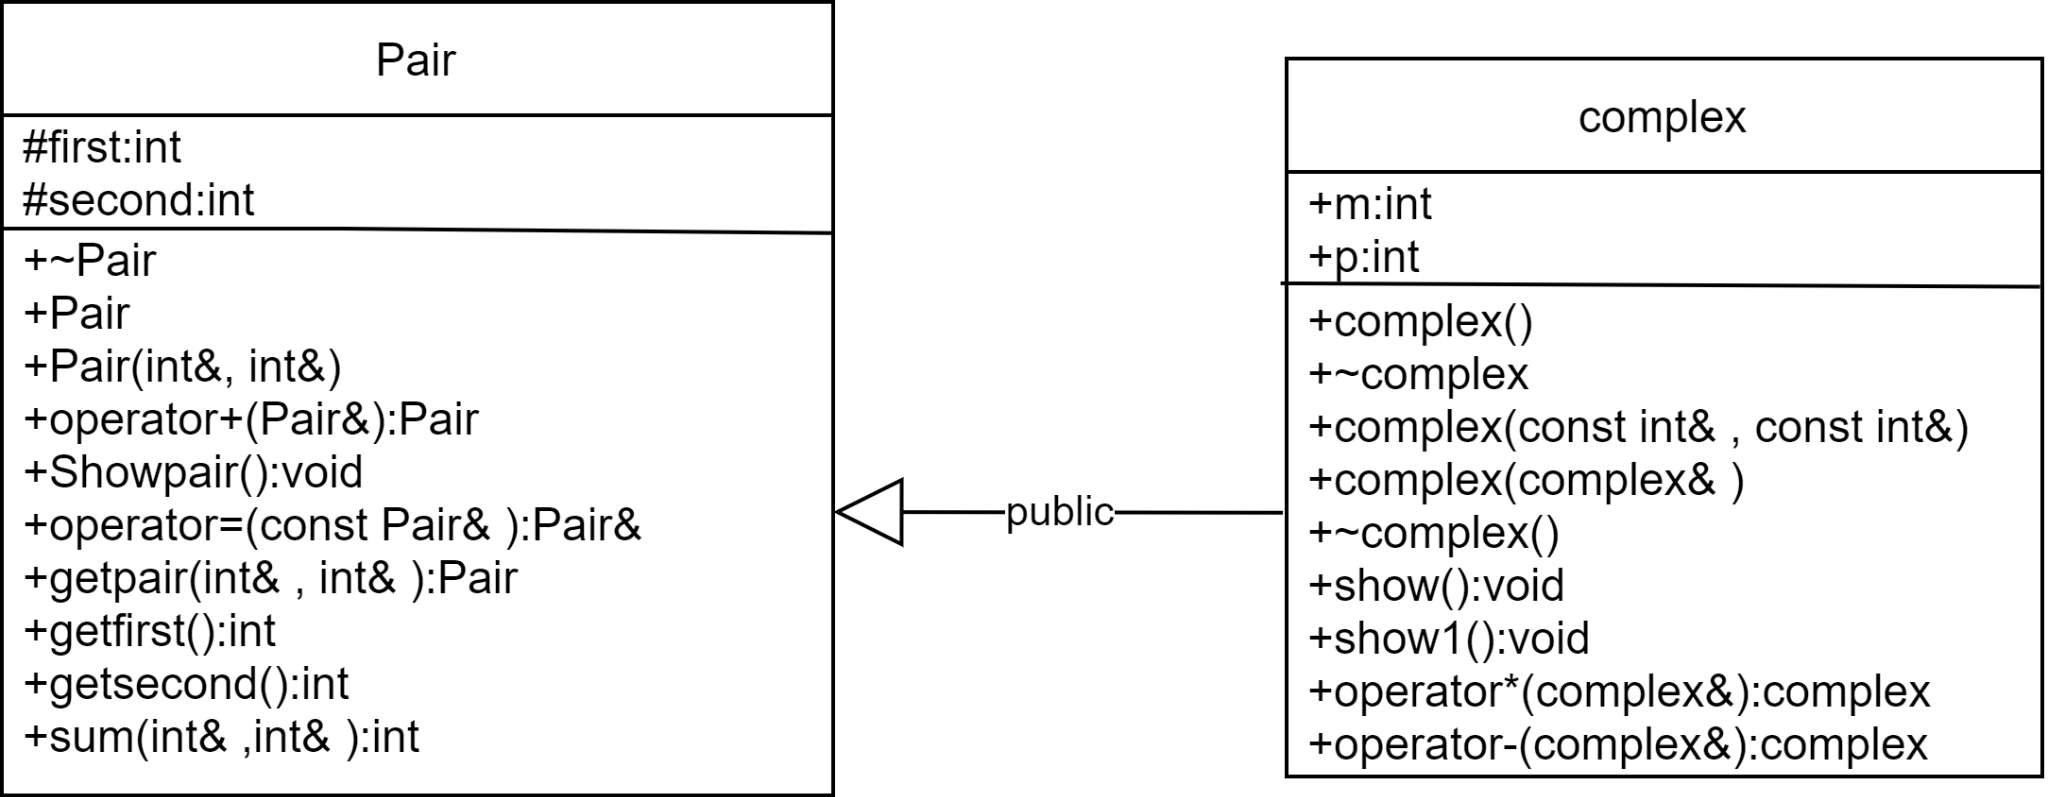 Pair
#first:int
#second:int
+~Pair
+Pair
+Pair(int&, int&)
+operator+(Pair&):Pair
+Showpair():void
+operator=(const Pair& ):Pair&
+getpair(int& , int& ):Pair
+getfirst():int
+getsecond():int
+sum(int& ,int& ):int
public
complex
+m:int
+p:int
+complex()
+~complex
+complex(const int& , const int&)
+complex(complex& )
+~complex()
+show():void
+show1():void
+operator*(complex&):complex
+operator-(complex&):complex